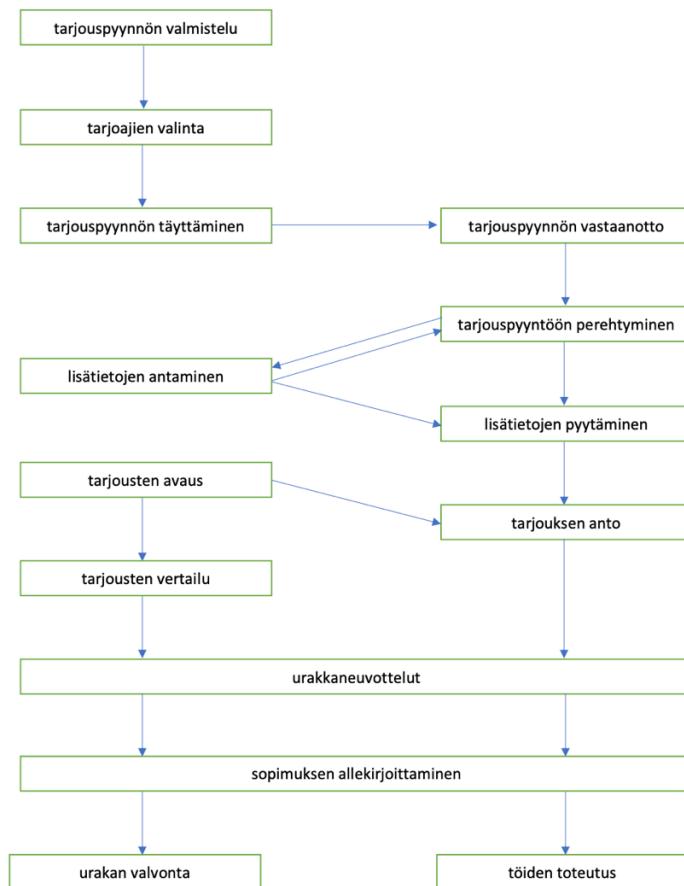 tarjouspyynnön valmistelu
tarjoajien valinta
tarjouspyynnön täyttäminen
tarjouspyynnön vastaanotto
tarjouspyyntöön perehtyminen
lisätietojen antaminen
lisätietojen pyytäminen
tarjousten avaus
tarjouksen anto
tarjousten vertailu
urakkaneuvottelut
sopimuksen allekirjoittaminen
urakan valvonta
töiden toteutus